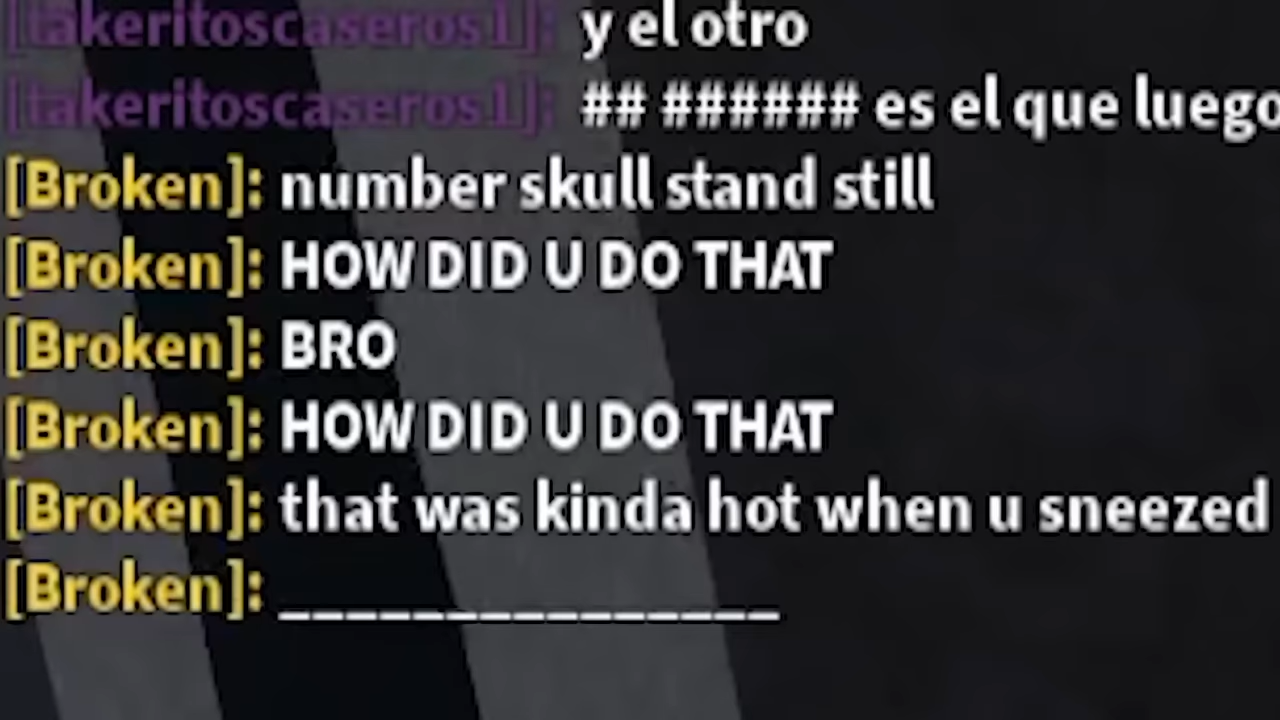 [takeritoscaseros1]: y el otro
[takeritoscaseros1]: ## ###### es el que luego
[Broken]: number skull stand still
[Broken]: HOW DID U DO THAT
[Broken]: BRO
[Broken]: HOW DID U DO THAT
[Broken]: that was kinda hot when u sneezed
[Broken]: _______________